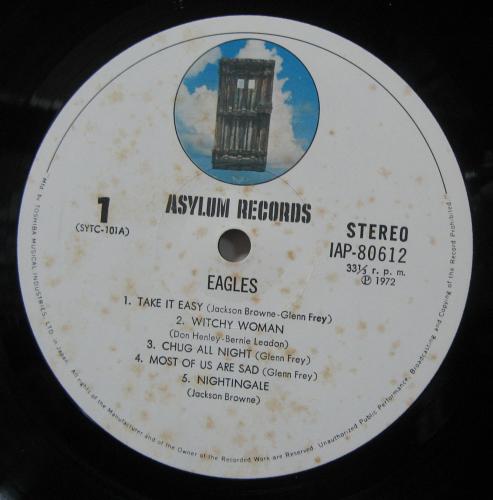 ASYLUM RECORDS
1
(SYTC-101A)
STEREO
IAP-80612
33⅓ r. p. m.
Ⓟ 1972
EAGLES
1. TAKE IT EASY (Jackson Browne-Glenn Frey)
2. WITCHY WOMAN
(Don Henley-Bernie Leadon)
3. CHUG ALL NIGHT (Glenn Frey)
4. MOST OF US ARE SAD (Glenn Frey)
5. NIGHTINGALE
(Jackson Browne)
Mfd by TOSHIBA MUSICAL INDUSTRIES, LTD. in Japan. All rights of the Manufacturer and of the Owner of the Recorded Work are Reserved. Unauthorized Public Performance, Broadcasting and Copying of the Record Prohibited.